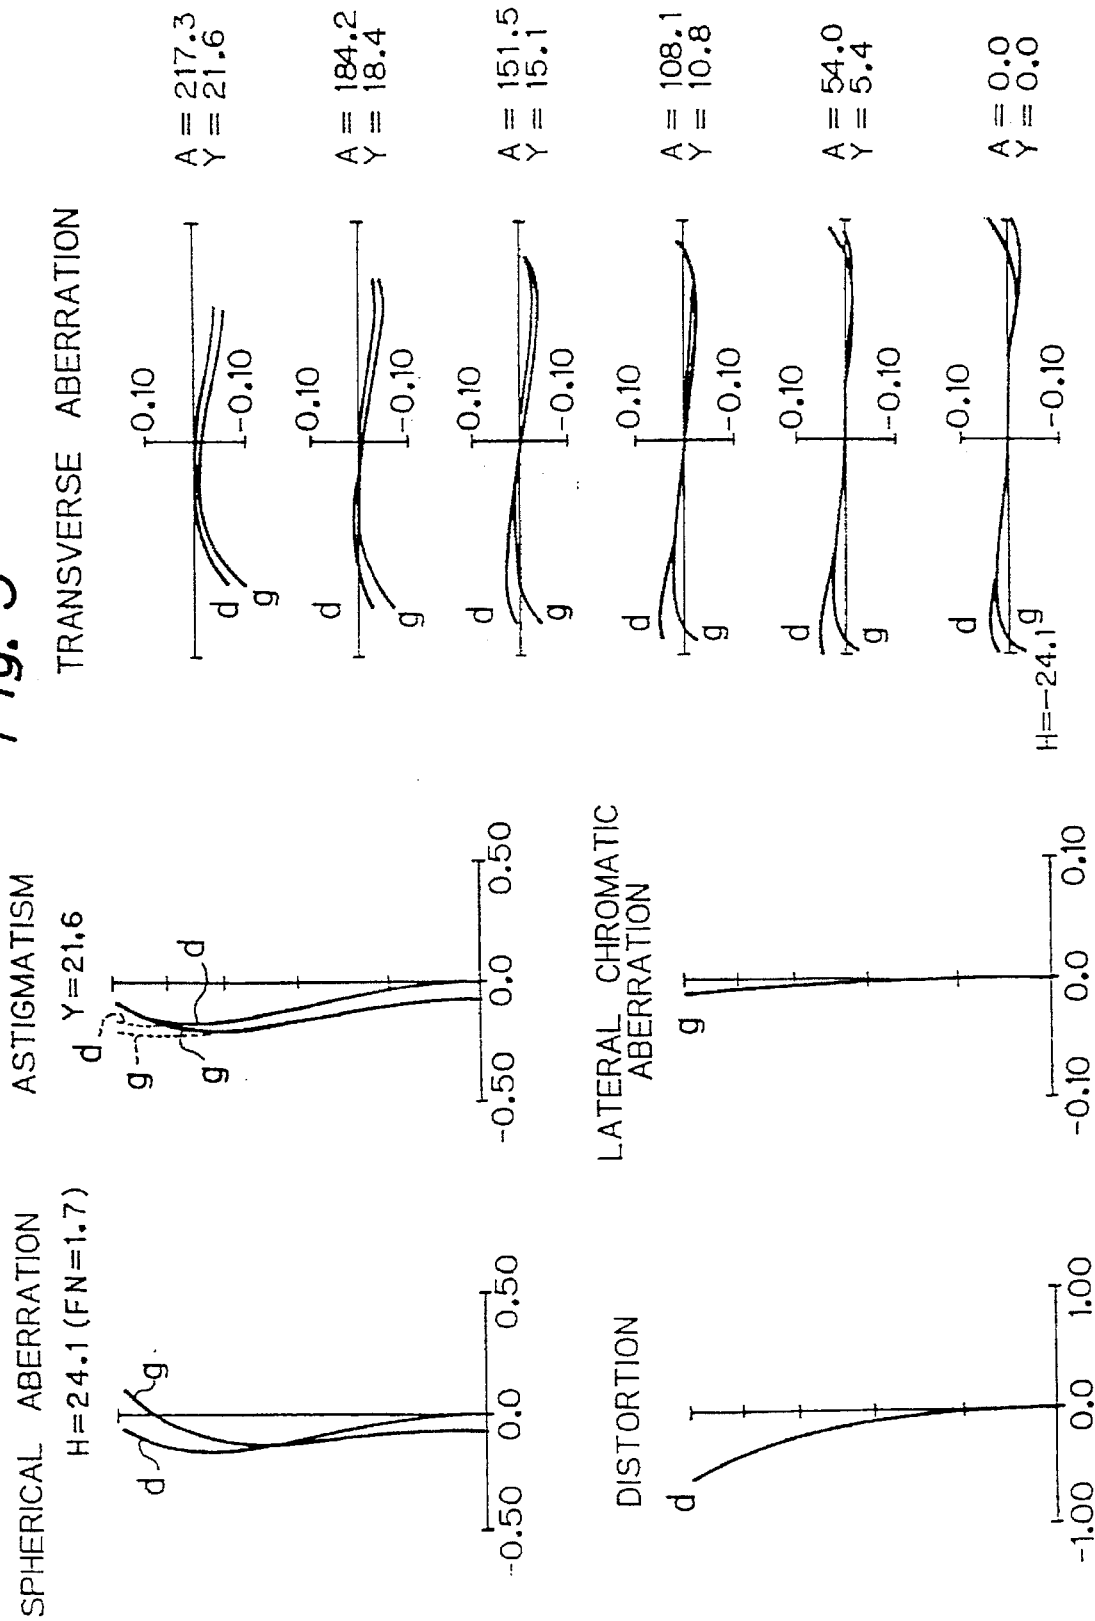 SPHERICAL ABERRATION
H=24.1 (FN=1.7)
d
g
-0.50
0.0
0.50
ASTIGMATISM
Y=21.6
d
g
g
d
-0.50
0.0
0.50
DISTORTION
d
-1.00
0.0
1.00
LATERAL CHROMATIC
ABERRATION
g
-0.10
0.0
0.10
TRANSVERSE ABERRATION
0.10
-0.10
d
g
A = 217.3
Y = 21.6
0.10
-0.10
d
g
A = 184.2
Y = 18.4
0.10
-0.10
d
g
A = 151.5
Y = 15.1
0.10
-0.10
d
g
A = 108.1
Y = 10.8
0.10
-0.10
d
g
A = 54.0
Y = 5.4
0.10
-0.10
d
g
H=-24.1
A = 0.0
Y = 0.0